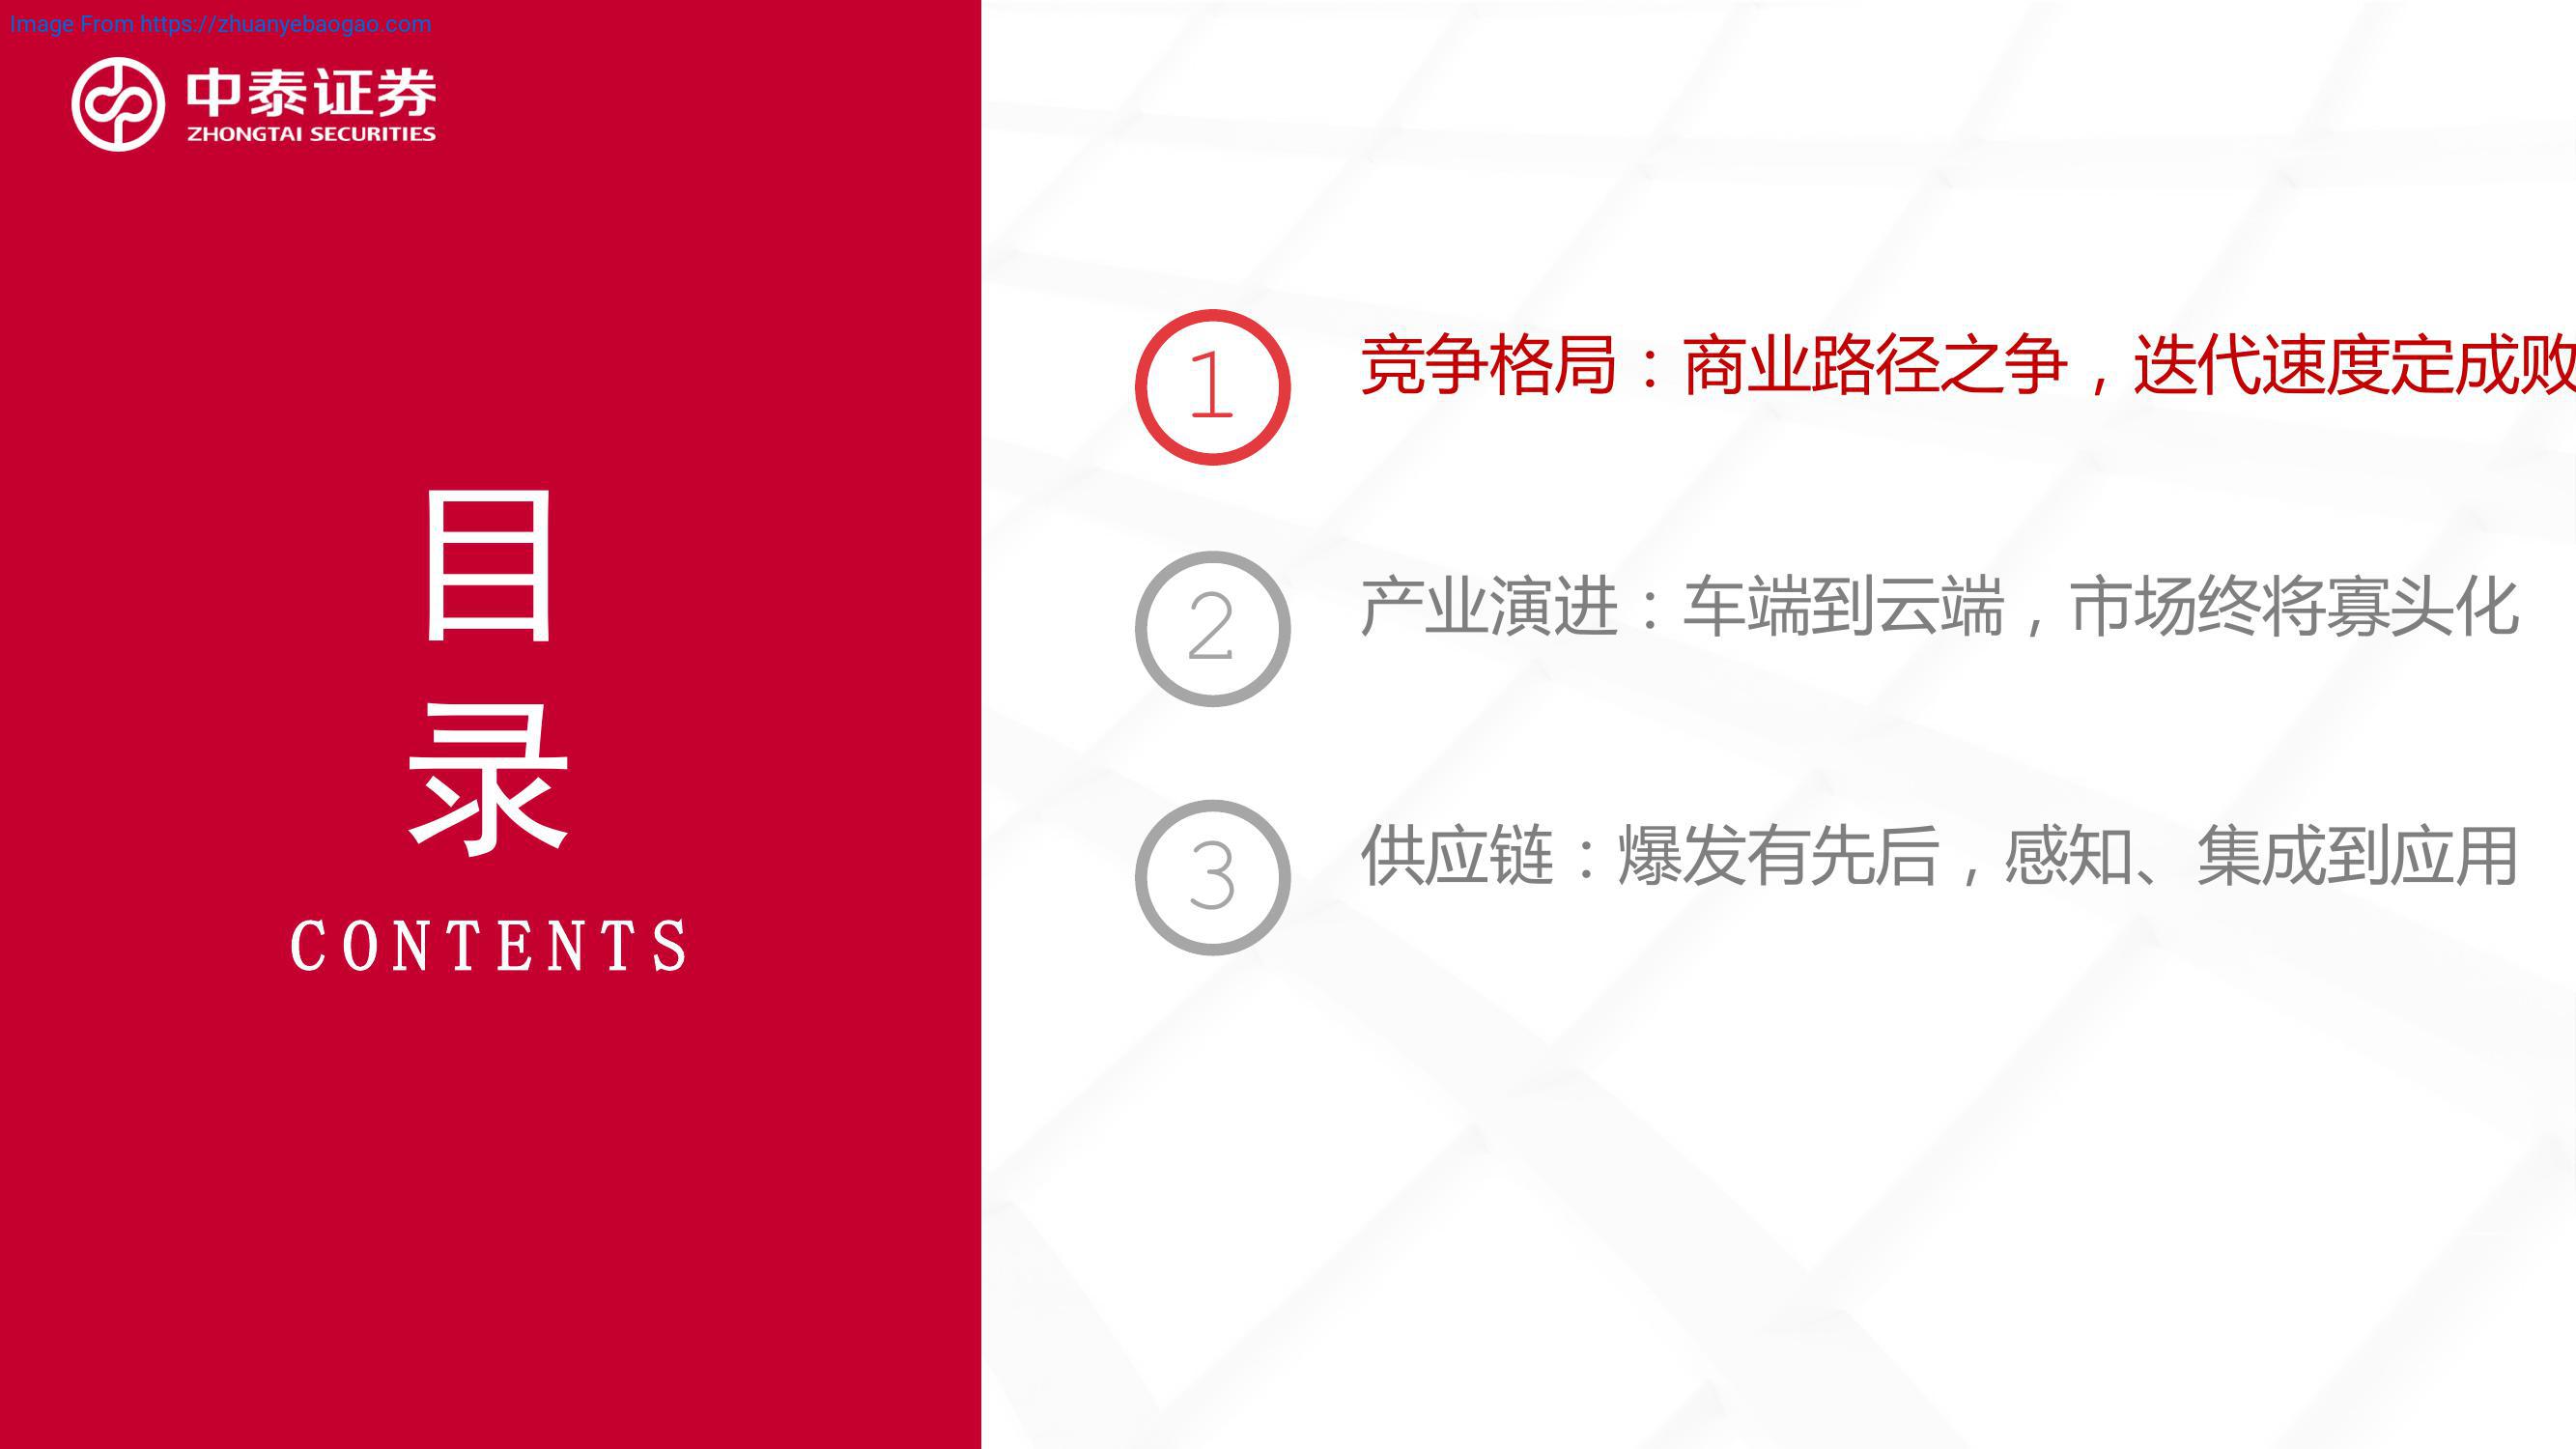 Image From https://zhuanyebaogao.com
中泰证券
ZHONGTAI SECURITIES
目
录
CONTENTS
1 竞争格局：商业路径之争，迭代速度定成败
2 产业演进：车端到云端，市场终将寡头化
3 供应链：爆发有先后，感知、集成到应用